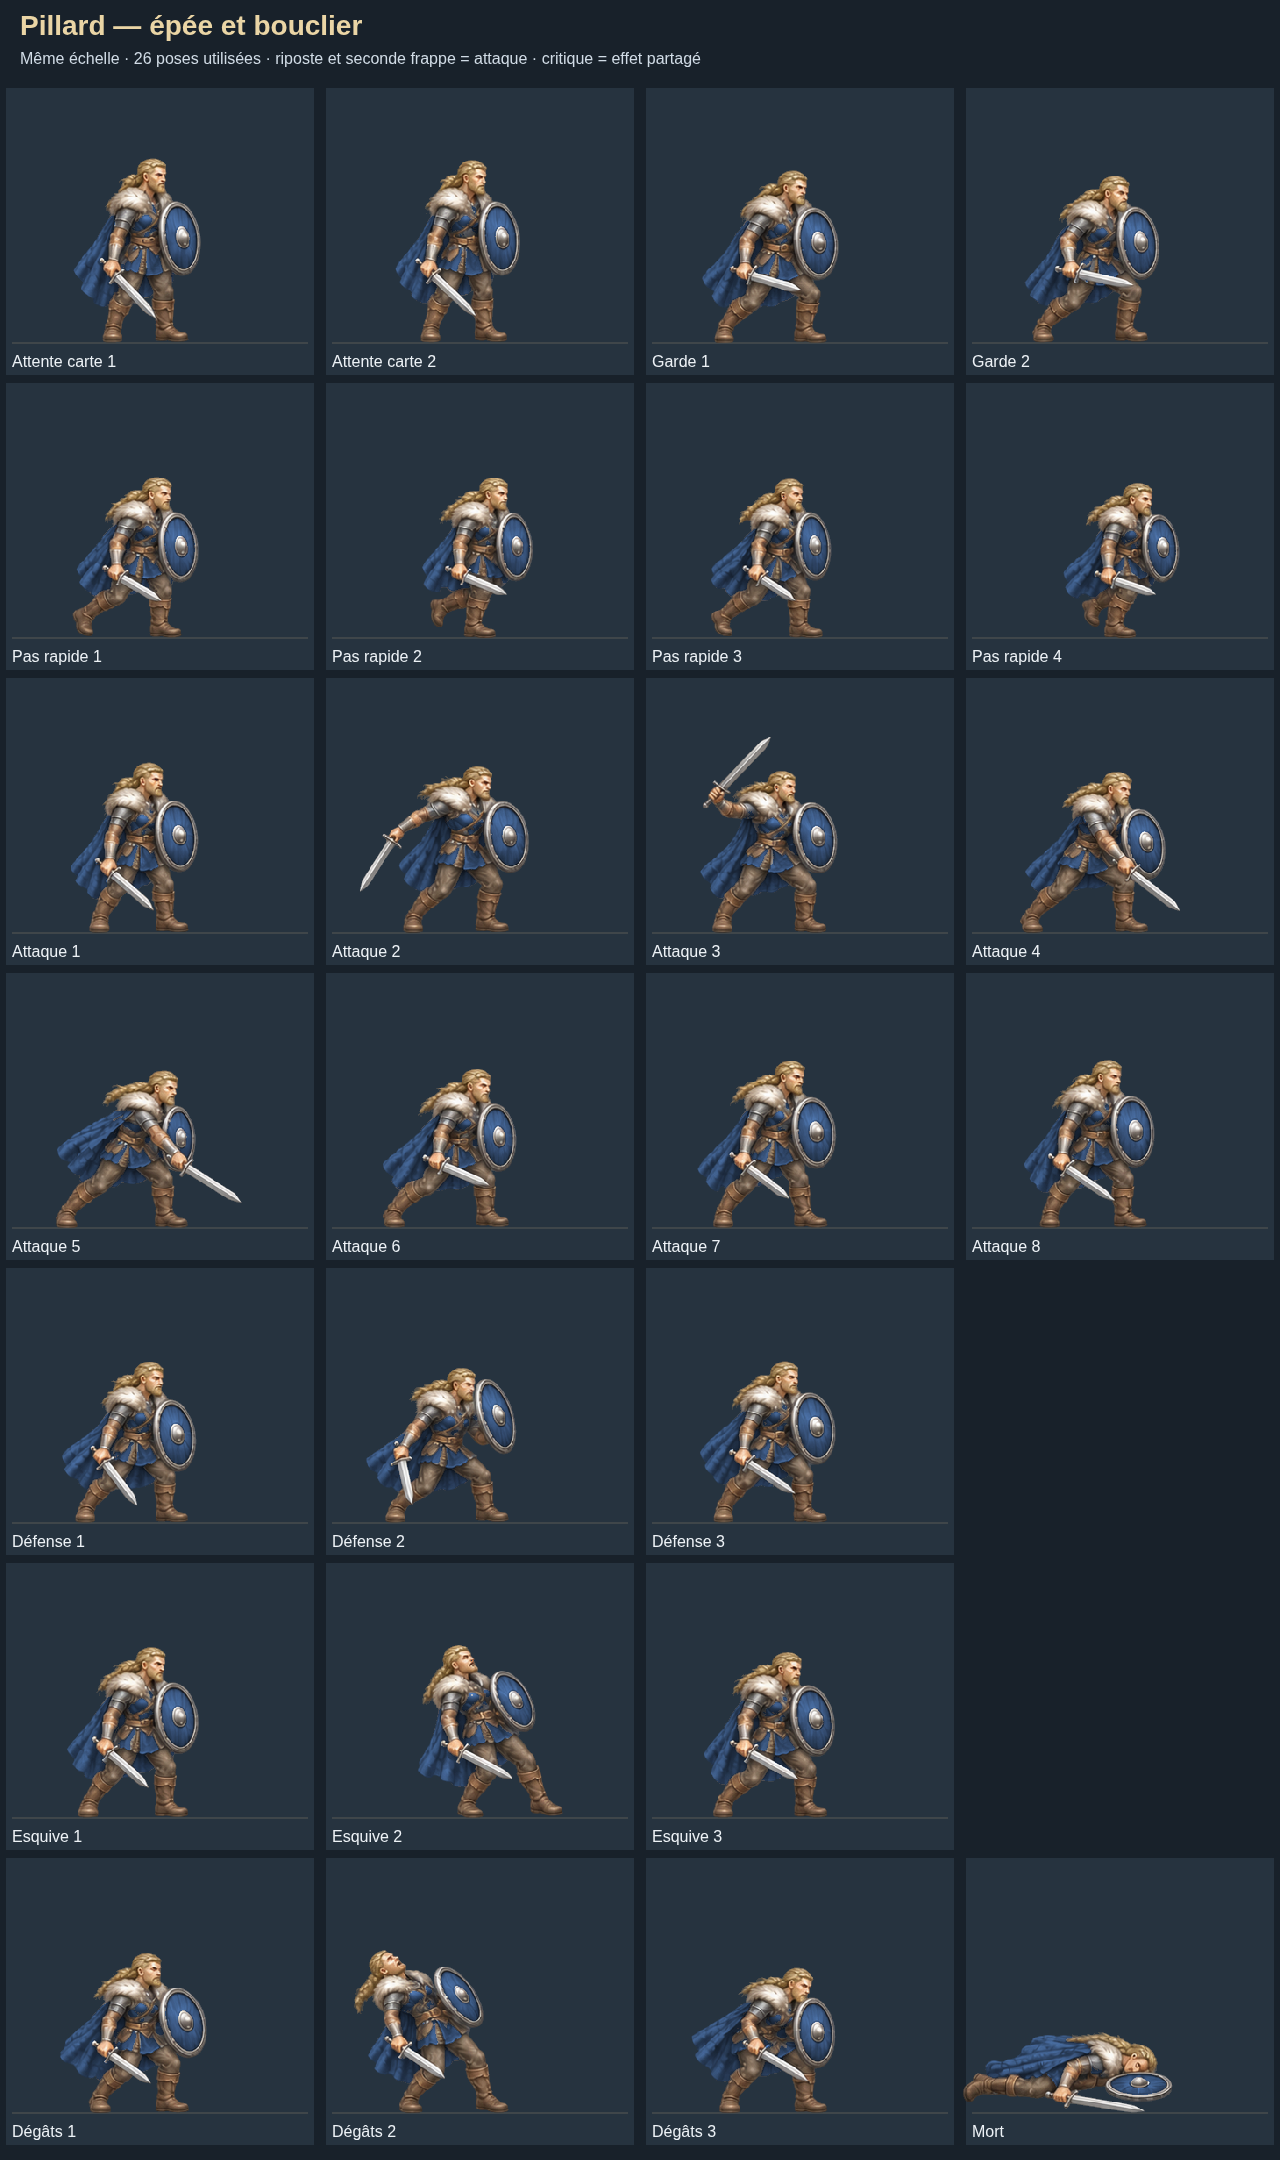 Pillard — épée et bouclier
Même échelle · 26 poses utilisées · riposte et seconde frappe = attaque · critique = effet partagé
Attente carte 1
Attente carte 2
Garde 1
Garde 2
Pas rapide 1
Pas rapide 2
Pas rapide 3
Pas rapide 4
Attaque 1
Attaque 2
Attaque 3
Attaque 4
Attaque 5
Attaque 6
Attaque 7
Attaque 8
Défense 1
Défense 2
Défense 3
Esquive 1
Esquive 2
Esquive 3
Dégâts 1
Dégâts 2
Dégâts 3
Mort